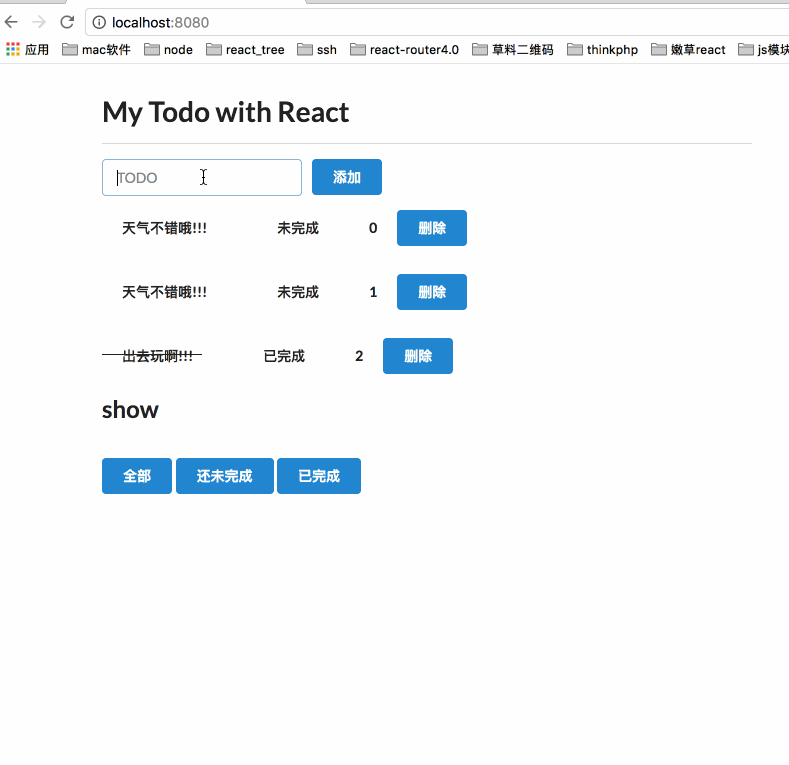 localhost:8080
应用 mac软件 node react_tree ssh react-router4.0 草料二维码 thinkphp 嫩草react js模块
My Todo with React
TODO 添加
天气不错哦!!! 未完成 0 删除
天气不错哦!!! 未完成 1 删除
出去玩啊!!! 已完成 2 删除
show
全部 还未完成 已完成